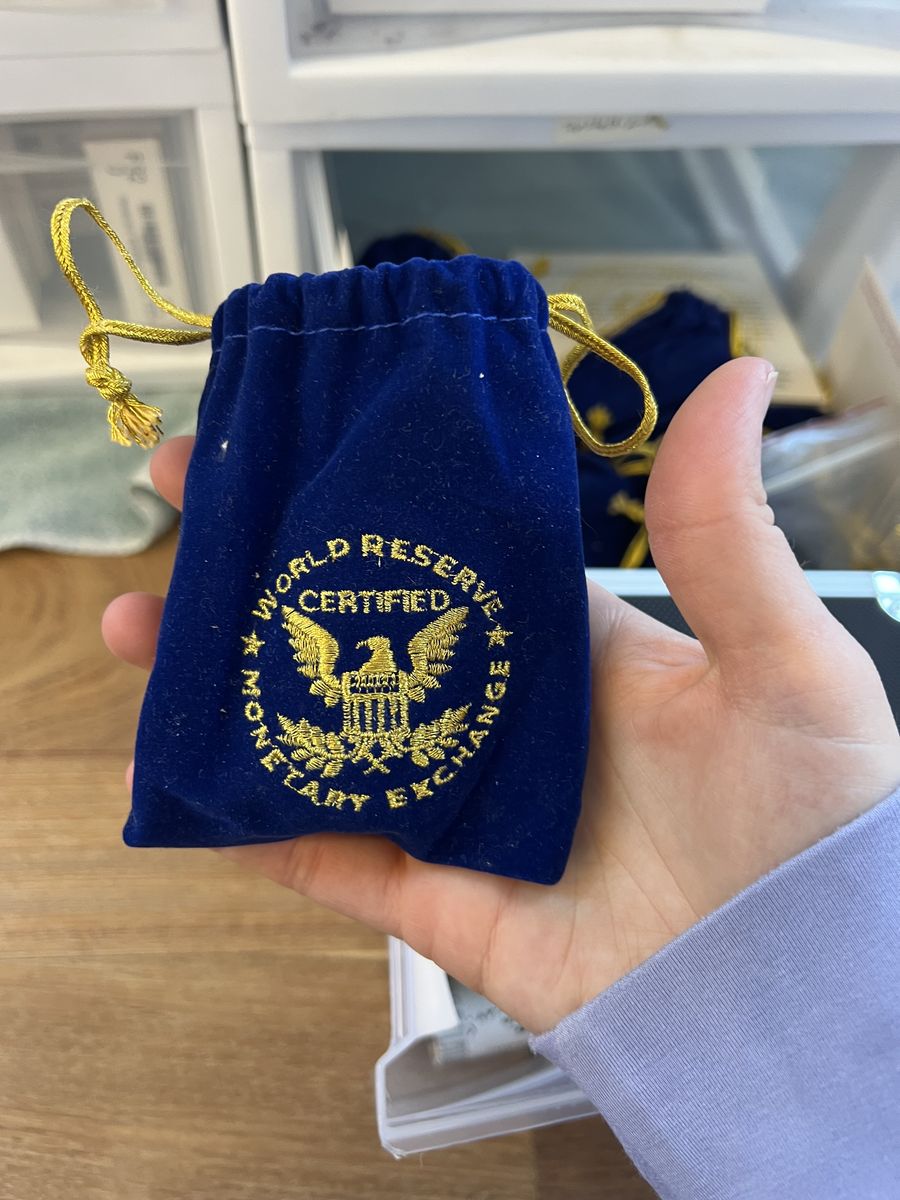 WORLD RESERVE
CERTIFIED
MONETARY EXCHANGE